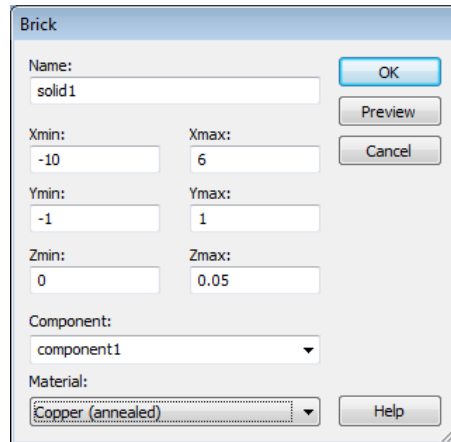 Brick
Name:
solid1
OK
Preview
Xmin:
Xmax:
-10
6
Cancel
Ymin:
Ymax:
-1
1
Zmin:
Zmax:
0
0.05
Component:
component1
Material:
Copper (annealed)
Help